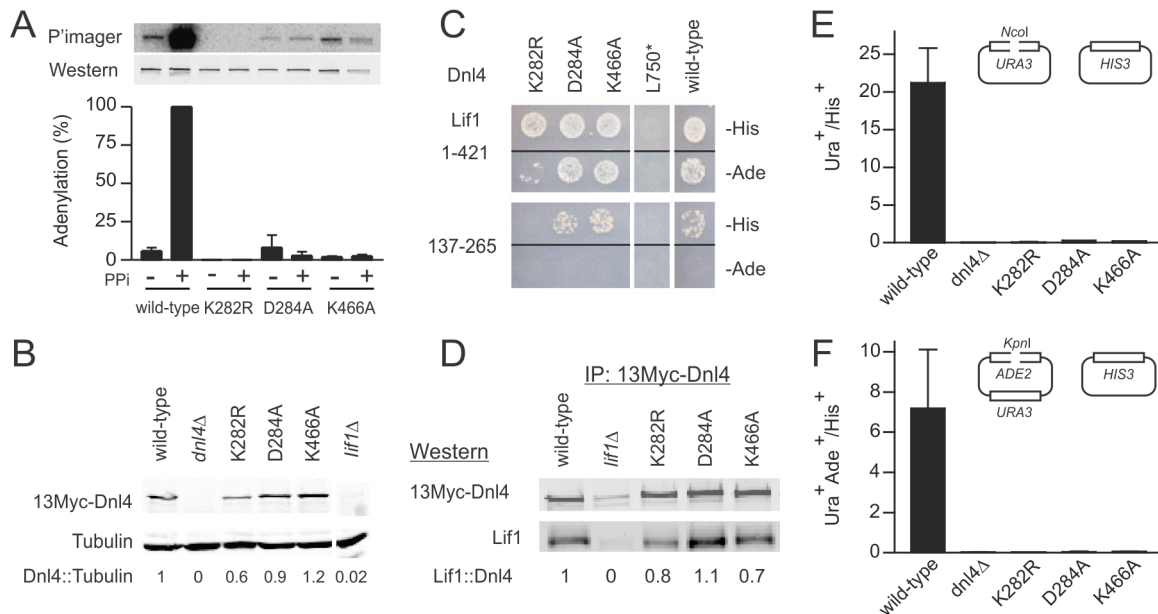 A
P'imager
Western
Adenylation (%)
100
75
50
25
0
PPi - + - + - + - +
wild-type K282R D284A K466A
B
wild-type dnl4Δ K282R D284A K466A lif1Δ
13Myc-Dnl4
Tubulin
Dnl4::Tubulin 1 0 0.6 0.9 1.2 0.02
C
Dnl4 K282R D284A K466A L750* wild-type
Lif1
1-421
-His
-Ade
137-265
-His
-Ade
D
IP: 13Myc-Dnl4
Western
wild-type lif1Δ K282R D284A K466A
13Myc-Dnl4
Lif1
Lif1::Dnl4 1 0 0.8 1.1 0.7
E
Ura+/His+
25
20
15
10
5
0
NcoI
URA3
HIS3
wild-type dnl4Δ K282R D284A K466A
F
Ura+ Ade+/His+
10
8
6
4
2
0
KpnI
ADE2
URA3
HIS3
wild-type dnl4Δ K282R D284A K466A